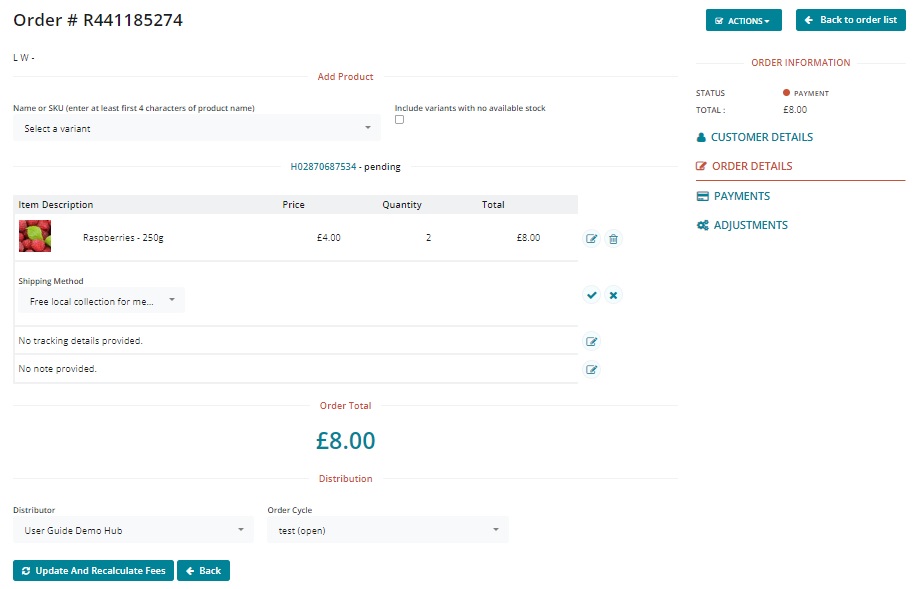 Order # R441185274
ACTIONS
Back to order list
L W -
Add Product
Name or SKU (enter at least first 4 characters of product name)
Include variants with no available stock
Select a variant
H02870687534 - pending
Item Description Price Quantity Total
Raspberries - 250g £4.00 2 £8.00
Shipping Method
Free local collection for me...
No tracking details provided.
No note provided.
Order Total
£8.00
Distribution
Distributor
Order Cycle
User Guide Demo Hub
test (open)
Update And Recalculate Fees
Back
ORDER INFORMATION
STATUS PAYMENT
TOTAL : £8.00
CUSTOMER DETAILS
ORDER DETAILS
PAYMENTS
ADJUSTMENTS